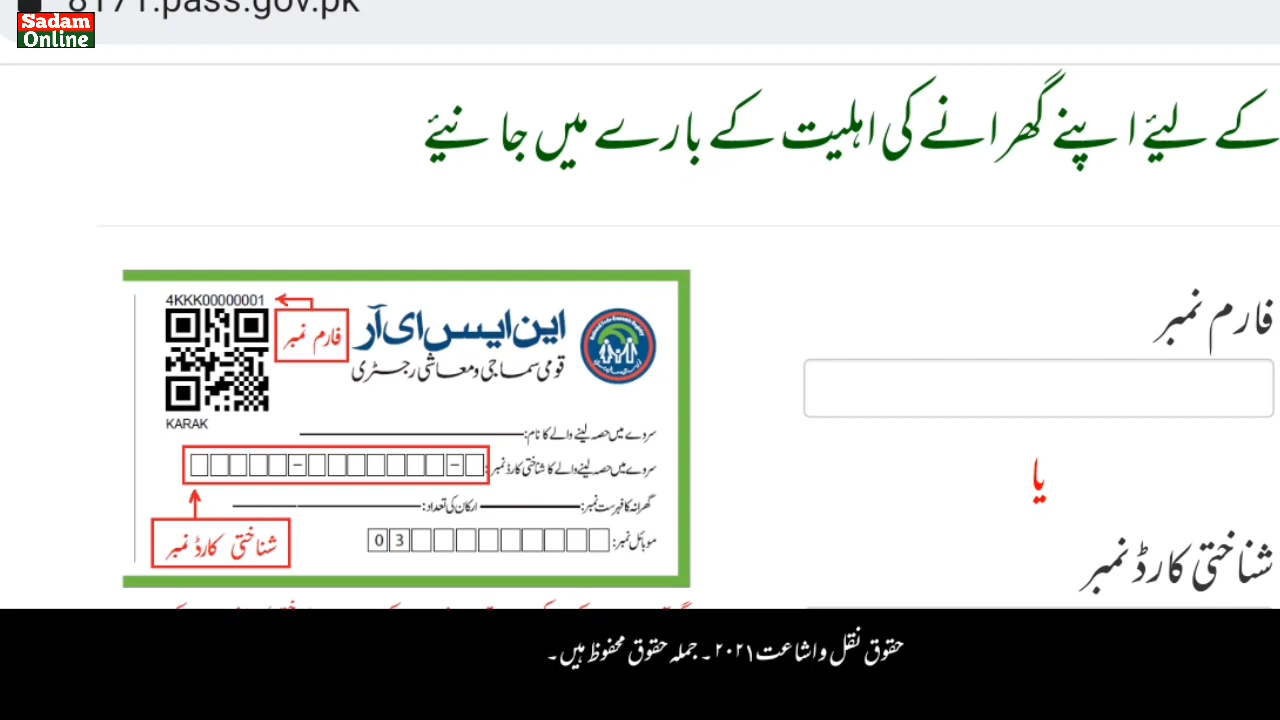 8171.pass.gov.pk
Sadam
Online
کے لیئے اپنے گھرانے کی اہلیت کے بارے میں جانیئے
4KKK00000001
فارم نمبر
KARAK
این ایس ای آر
قومی سماجی و معاشی رجسٹری
سروے میں حصہ لینے والے کا نام:
سروے میں حصہ لینے والے کا شناختی کارڈ نمبر:
گھرانہ کا فہرست نمبر: ارکان کی تعداد:
موبائل نمبر: 03
شناختی کارڈ نمبر
فارم نمبر
یا
شناختی کارڈ نمبر
حقوق نقل و اشاعت ۲۰۲۱ - جملہ حقوق محفوظ ہیں۔